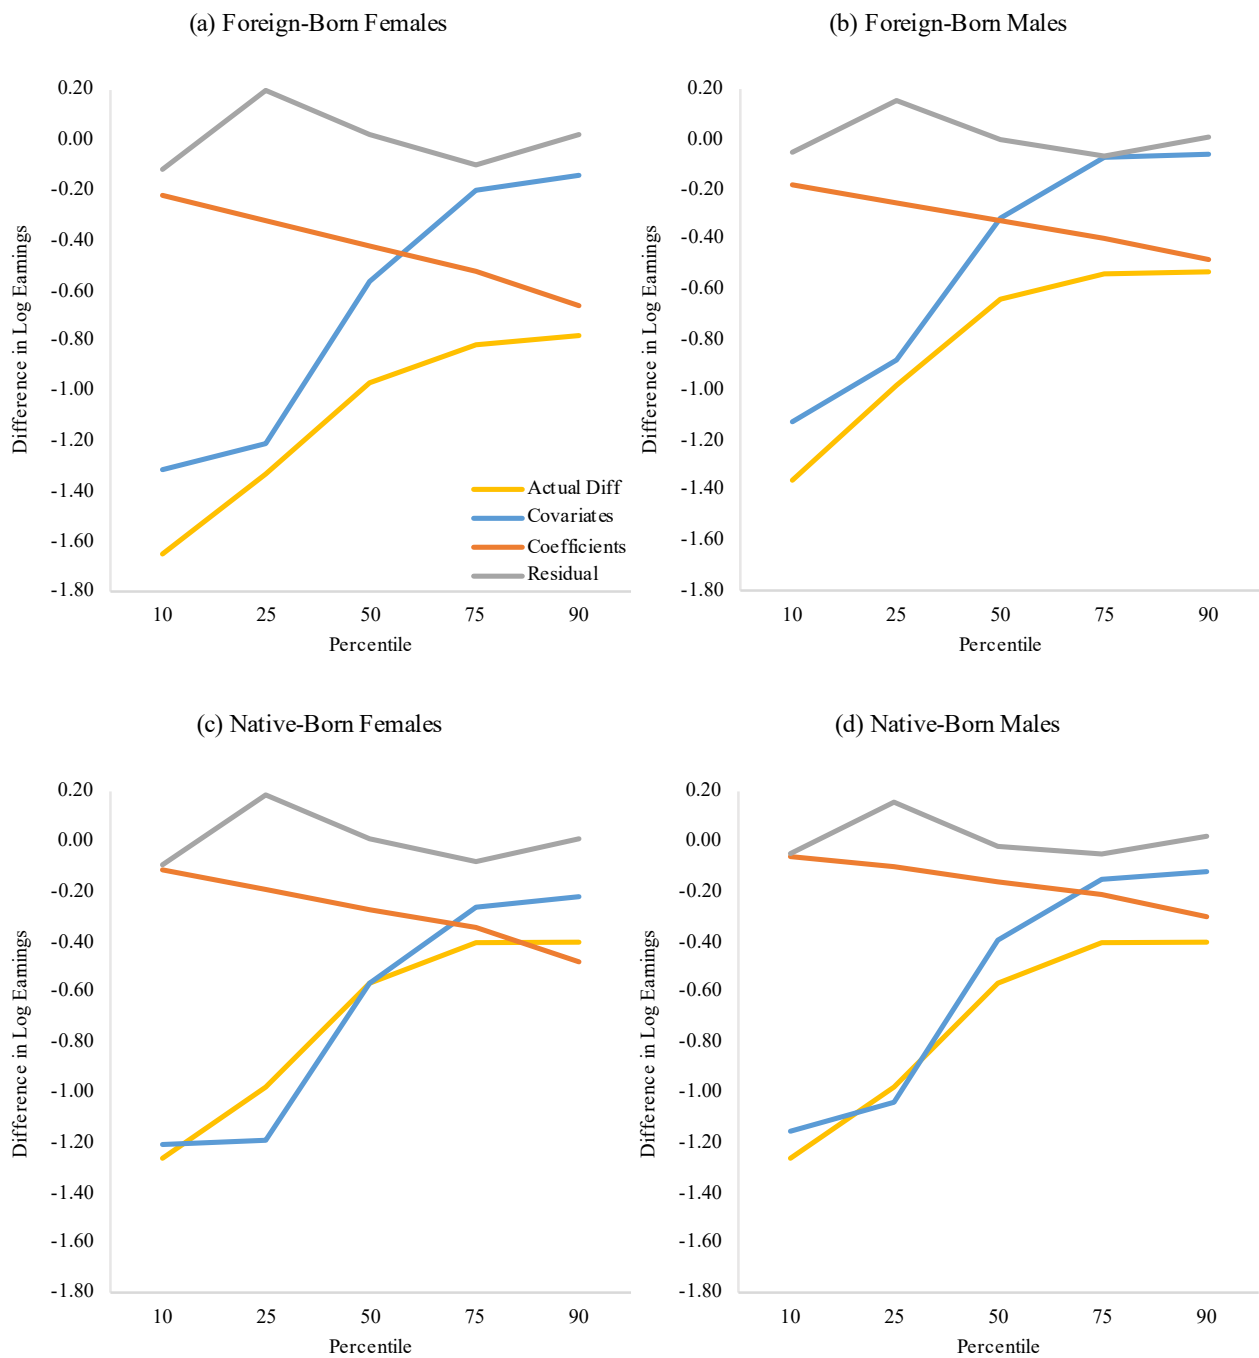 (a) Foreign-Born Females
0.20
0.00
-0.20
-0.40
-0.60
-0.80
-1.00
-1.20
-1.40
-1.60
-1.80
Difference in Log Earnings
10 25 50 75 90
Percentile
Actual Diff
Covariates
Coefficients
Residual
(b) Foreign-Born Males
0.20
0.00
-0.20
-0.40
-0.60
-0.80
-1.00
-1.20
-1.40
-1.60
-1.80
Difference in Log Earnings
10 25 50 75 90
Percentile
(c) Native-Born Females
0.20
0.00
-0.20
-0.40
-0.60
-0.80
-1.00
-1.20
-1.40
-1.60
-1.80
Difference in Log Earnings
10 25 50 75 90
Percentile
(d) Native-Born Males
0.20
0.00
-0.20
-0.40
-0.60
-0.80
-1.00
-1.20
-1.40
-1.60
-1.80
Difference in Log Earnings
10 25 50 75 90
Percentile